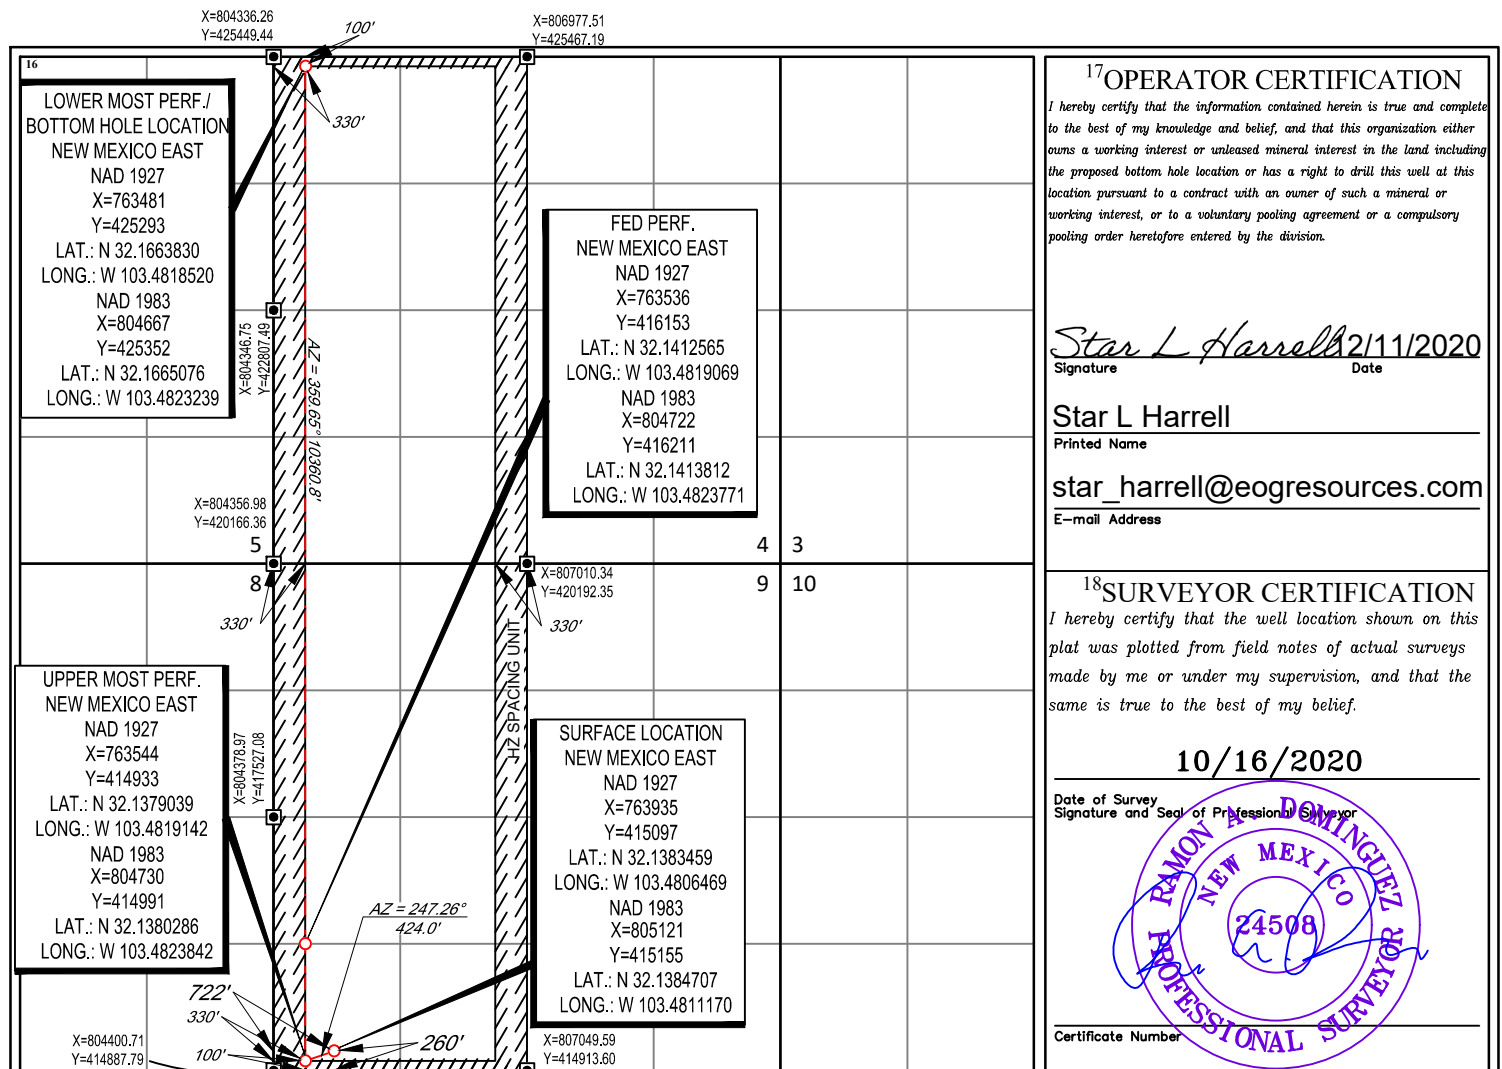 X=804336.26
Y=425449.44
100'
X=806977.51
Y=425467.19
16
LOWER MOST PERF./
BOTTOM HOLE LOCATION
NEW MEXICO EAST
NAD 1927
X=763481
Y=425293
LAT.: N 32.1663830
LONG.: W 103.4818520
NAD 1983
X=804667
Y=425352
LAT.: N 32.1665076
LONG.: W 103.4823239
330'
X=804346.75
Y=422807.49
AZ = 359.65° 10360.8'
FED PERF.
NEW MEXICO EAST
NAD 1927
X=763536
Y=416153
LAT.: N 32.1412565
LONG.: W 103.4819069
NAD 1983
X=804722
Y=416211
LAT.: N 32.1413812
LONG.: W 103.4823771
X=804356.98
Y=420166.36
5
4 3
8
9 10
X=807010.34
Y=420192.35
330'
330'
HZ SPACING UNIT
UPPER MOST PERF.
NEW MEXICO EAST
NAD 1927
X=763544
Y=414933
LAT.: N 32.1379039
LONG.: W 103.4819142
NAD 1983
X=804730
Y=414991
LAT.: N 32.1380286
LONG.: W 103.4823842
X=804378.97
Y=417527.08
SURFACE LOCATION
NEW MEXICO EAST
NAD 1927
X=763935
Y=415097
LAT.: N 32.1383459
LONG.: W 103.4806469
NAD 1983
X=805121
Y=415155
LAT.: N 32.1384707
LONG.: W 103.4811170
AZ = 247.26°
424.0'
722'
330'
100'
260'
X=804400.71
Y=414887.79
X=807049.59
Y=414913.60
17 OPERATOR CERTIFICATION
I hereby certify that the information contained herein is true and complete
to the best of my knowledge and belief, and that this organization either
owns a working interest or unleased mineral interest in the land including
the proposed bottom hole location or has a right to drill this well at this
location pursuant to a contract with an owner of such a mineral or
working interest, or to a voluntary pooling agreement or a compulsory
pooling order heretofore entered by the division.
Star L Harrell 2/11/2020
Signature Date
Star L Harrell
Printed Name
star_harrell@eogresources.com
E-mail Address
18 SURVEYOR CERTIFICATION
I hereby certify that the well location shown on this
plat was plotted from field notes of actual surveys
made by me or under my supervision, and that the
same is true to the best of my belief.
10/16/2020
Date of Survey
Signature and Seal of Professional Surveyor
RAMON A. DOMINGUEZ
NEW MEXICO
24508
PROFESSIONAL SURVEYOR
Certificate Number